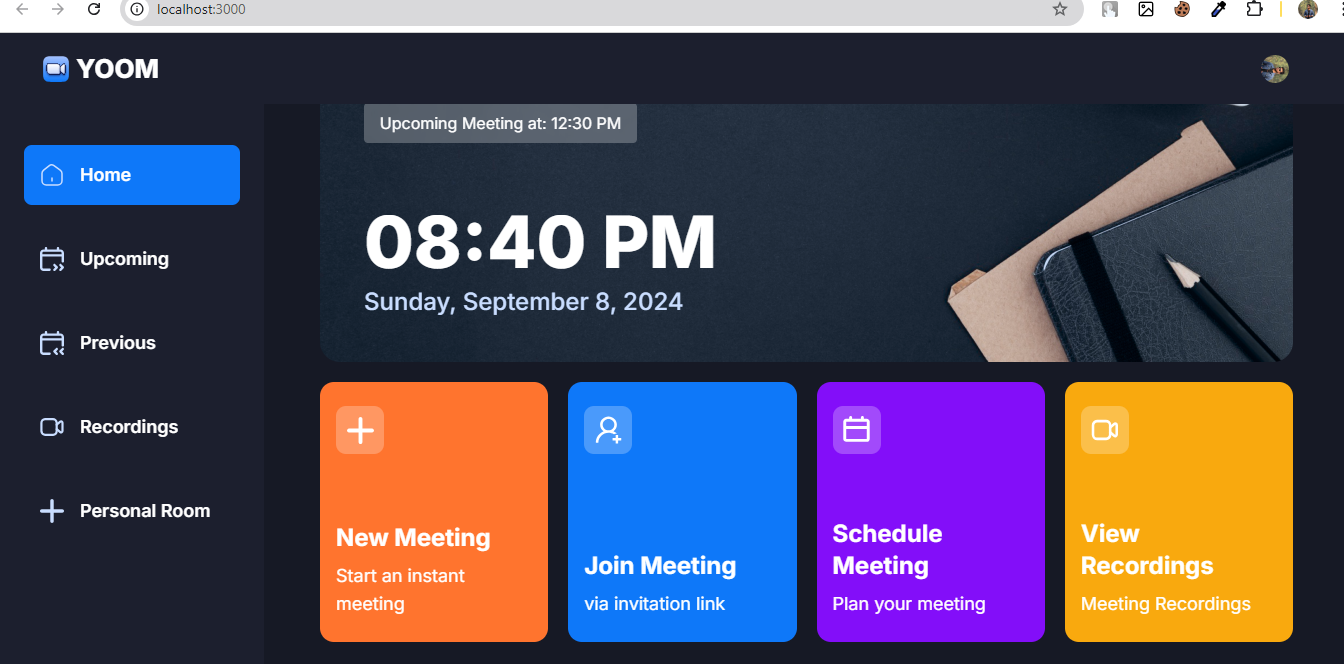 localhost:3000
YOOM
Upcoming Meeting at: 12:30 PM
08:40 PM
Sunday, September 8, 2024
Home
Upcoming
Previous
Recordings
Personal Room
New Meeting
Start an instant
meeting
Join Meeting
via invitation link
Schedule
Meeting
Plan your meeting
View
Recordings
Meeting Recordings